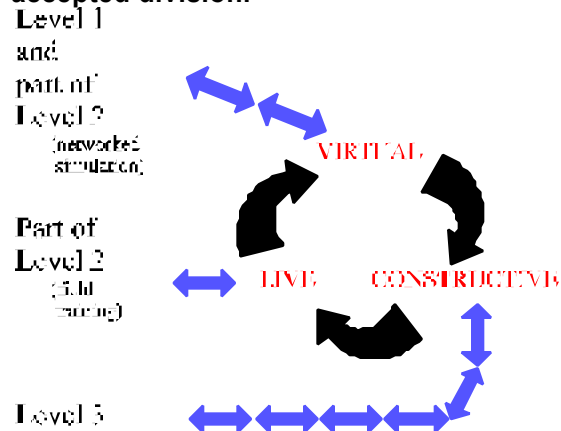 accepted division.
Level 1
and
part of
Level 2
(networked
simulation)
VIRTUAL
Part of
Level 2
(field
training)
LIVE
CONSTRUCTIVE
Level 3